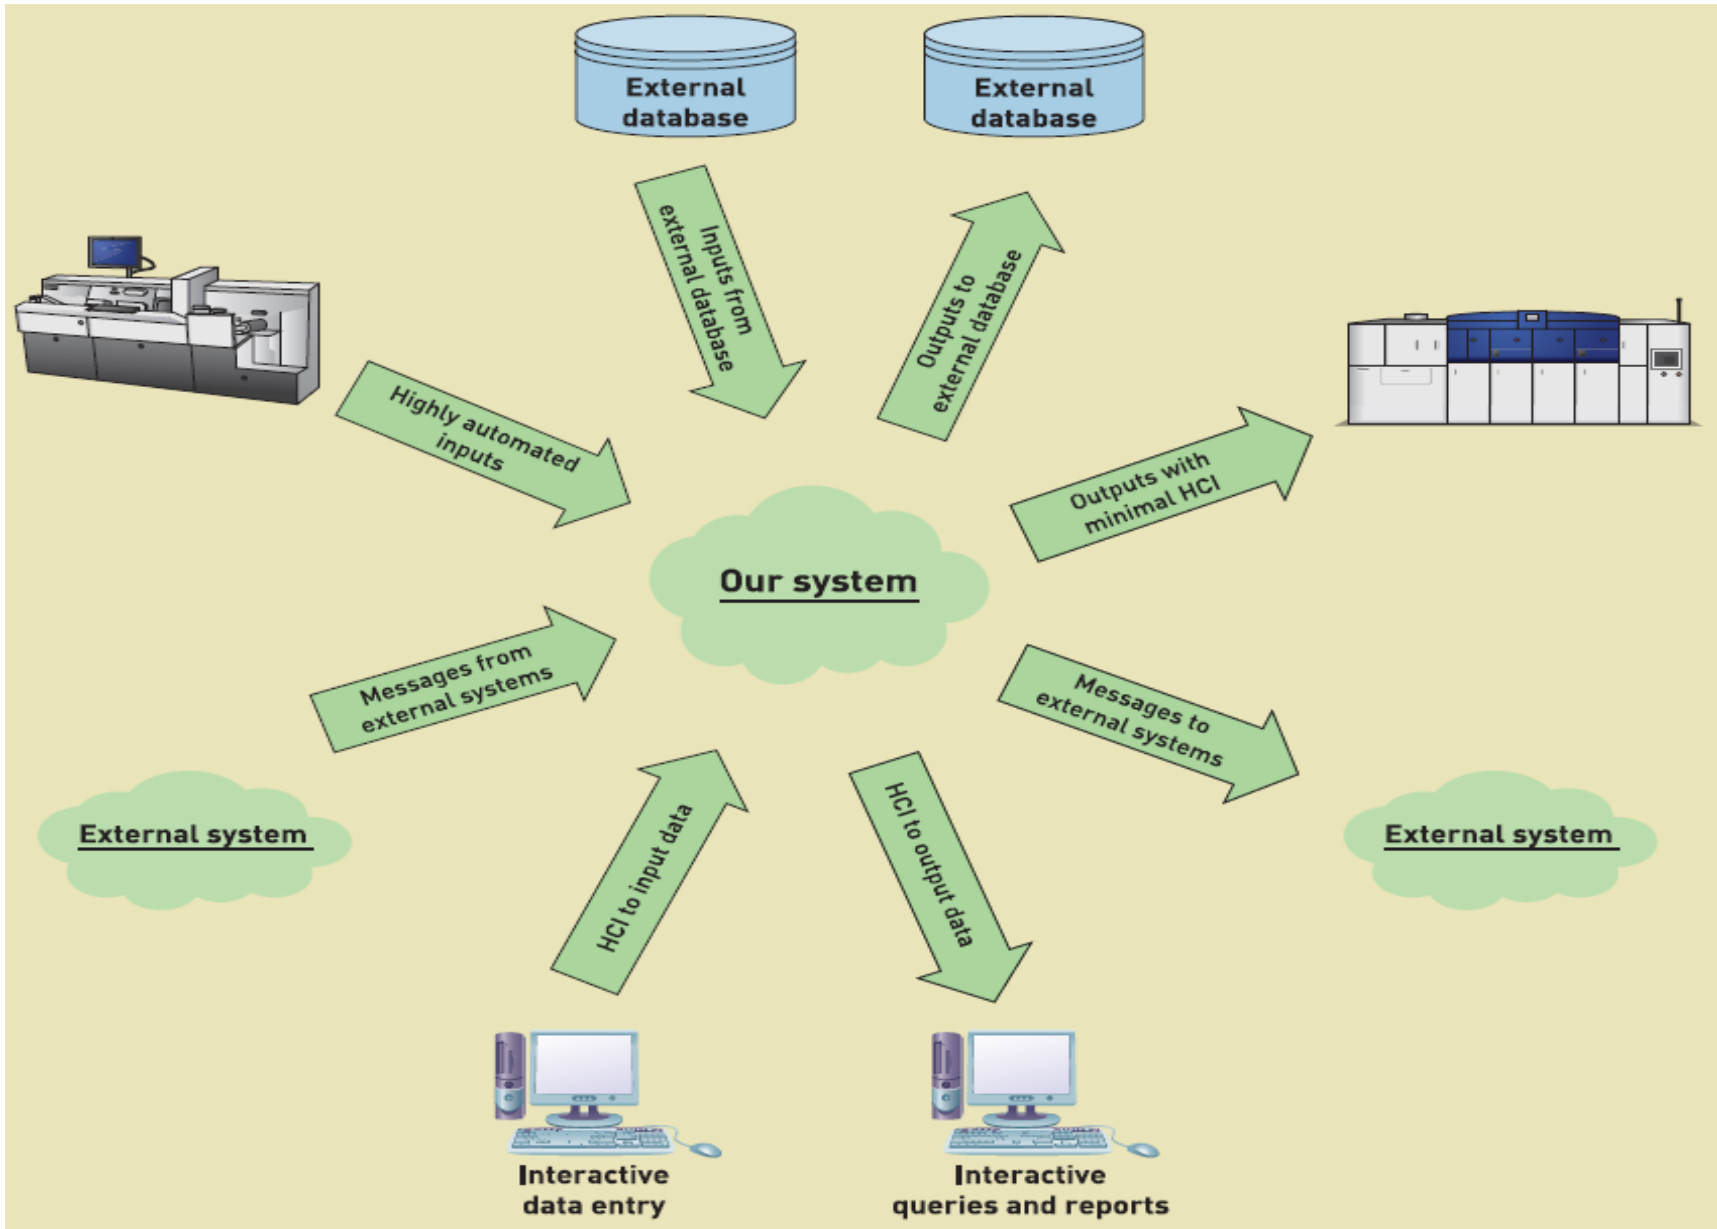 External
database
External
database
Inputs from
external database
Outputs to
external database
Highly automated
inputs
Outputs with
minimal HCI
Our system
Messages from
external systems
Messages to
external systems
External system
External system
HCI to input data
HCI to output data
Interactive
data entry
Interactive
queries and reports